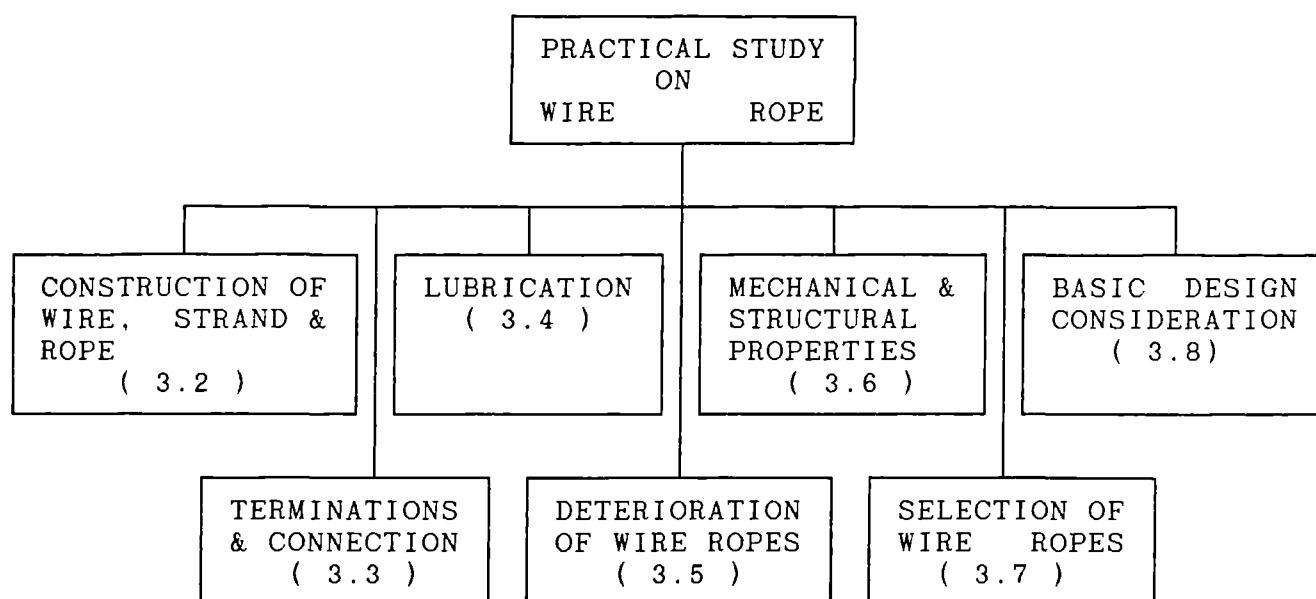 PRACTICAL STUDY
ON
WIRE ROPE
CONSTRUCTION OF
WIRE, STRAND &
ROPE
( 3.2 )
LUBRICATION
( 3.4 )
MECHANICAL &
STRUCTURAL
PROPERTIES
( 3.6 )
BASIC DESIGN
CONSIDERATION
( 3.8)
TERMINATIONS
& CONNECTION
( 3.3 )
DETERIORATION
OF WIRE ROPES
( 3.5 )
SELECTION OF
WIRE ROPES
( 3.7 )